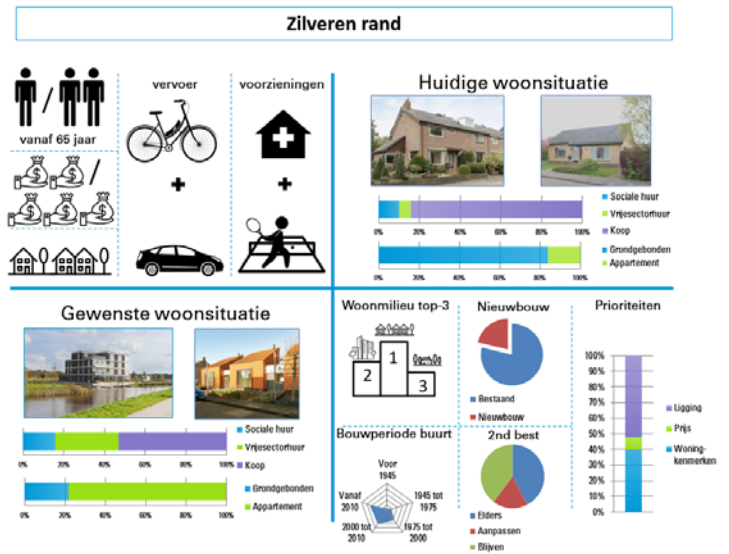 Zilveren rand
vanaf 65 jaar
vervoer
voorzieningen
Huidige woonsituatie
Sociale huur
Vrijesectorhuur
Koop
0% 20% 40% 60% 80% 100%
Grondgebonden
Appartement
0% 20% 40% 60% 80% 100%
Gewenste woonsituatie
Sociale huur
Vrijesectorhuur
Koop
0% 20% 40% 60% 80% 100%
Grondgebonden
Appartement
0% 20% 40% 60% 80% 100%
Woonmilieu top-3
1
2
3
Nieuwbouw
Bestaand
Nieuwbouw
Bouwperiode buurt
Voor
1945
1945 tot
1975
1975 tot
2000
2000 tot
2010
Vanaf
2010
2nd best
Elders
Aanpassen
Blijven
Prioriteiten
100%
90%
80%
70%
60%
50%
40%
30%
20%
10%
0%
Ligging
Prijs
Woning-
kenmerken